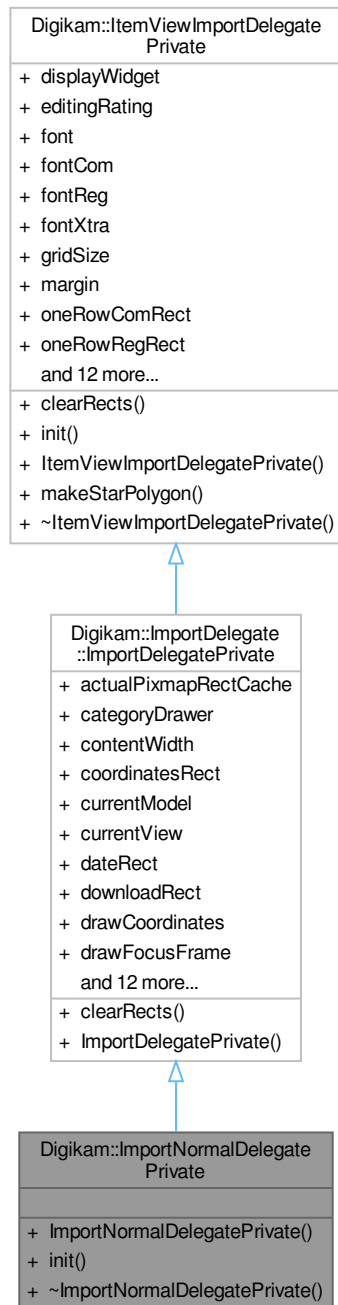 Digikam::ItemViewImportDelegate
Private
+ displayWidget
+ editingRating
+ font
+ fontCom
+ fontReg
+ fontXtra
+ gridSize
+ margin
+ oneRowComRect
+ oneRowRegRect
and 12 more...
+ clearRects()
+ init()
+ ItemViewImportDelegatePrivate()
+ makeStarPolygon()
+ ~ItemViewImportDelegatePrivate()
Digikam::ImportDelegate
::ImportDelegatePrivate
+ actualPixmapRectCache
+ categoryDrawer
+ contentWidth
+ coordinatesRect
+ currentModel
+ currentView
+ dateRect
+ downloadRect
+ drawCoordinates
+ drawFocusFrame
and 12 more...
+ clearRects()
+ ImportDelegatePrivate()
Digikam::ImportNormalDelegate
Private
+ ImportNormalDelegatePrivate()
+ init()
+ ~ImportNormalDelegatePrivate()